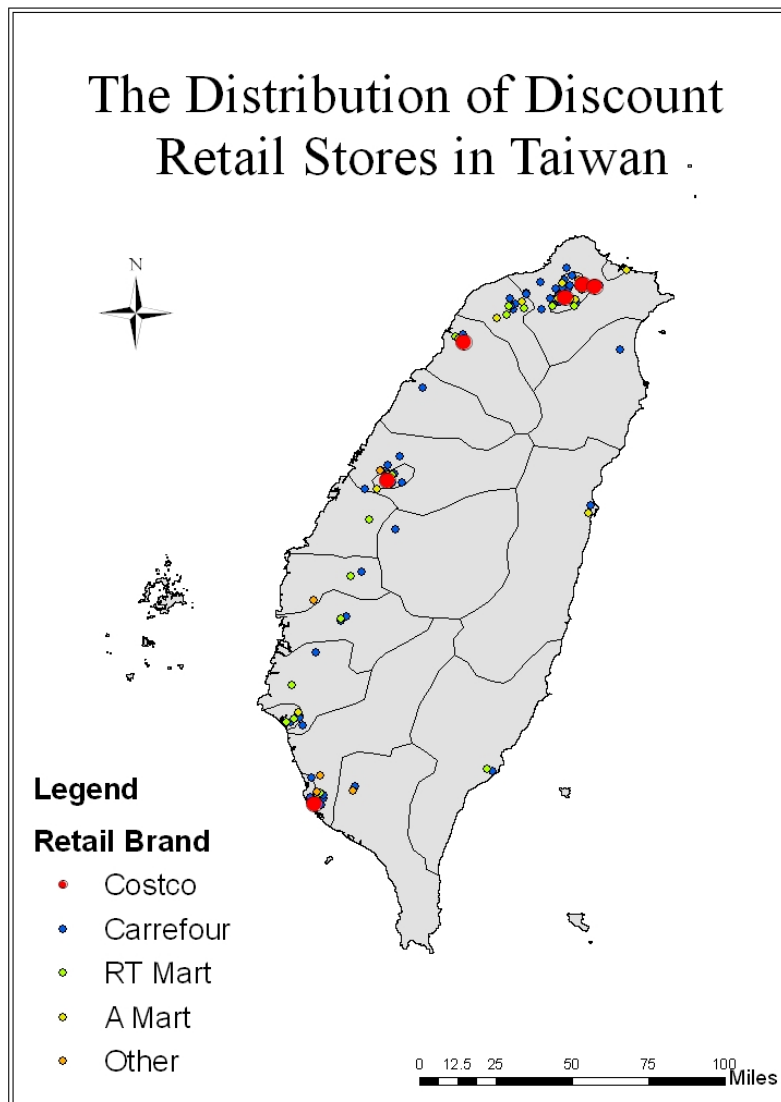 The Distribution of Discount
Retail Stores in Taiwan
N
Legend
Retail Brand
Costco
Carrefour
RT Mart
A Mart
Other
0 12.5 25 50 75 100
Miles